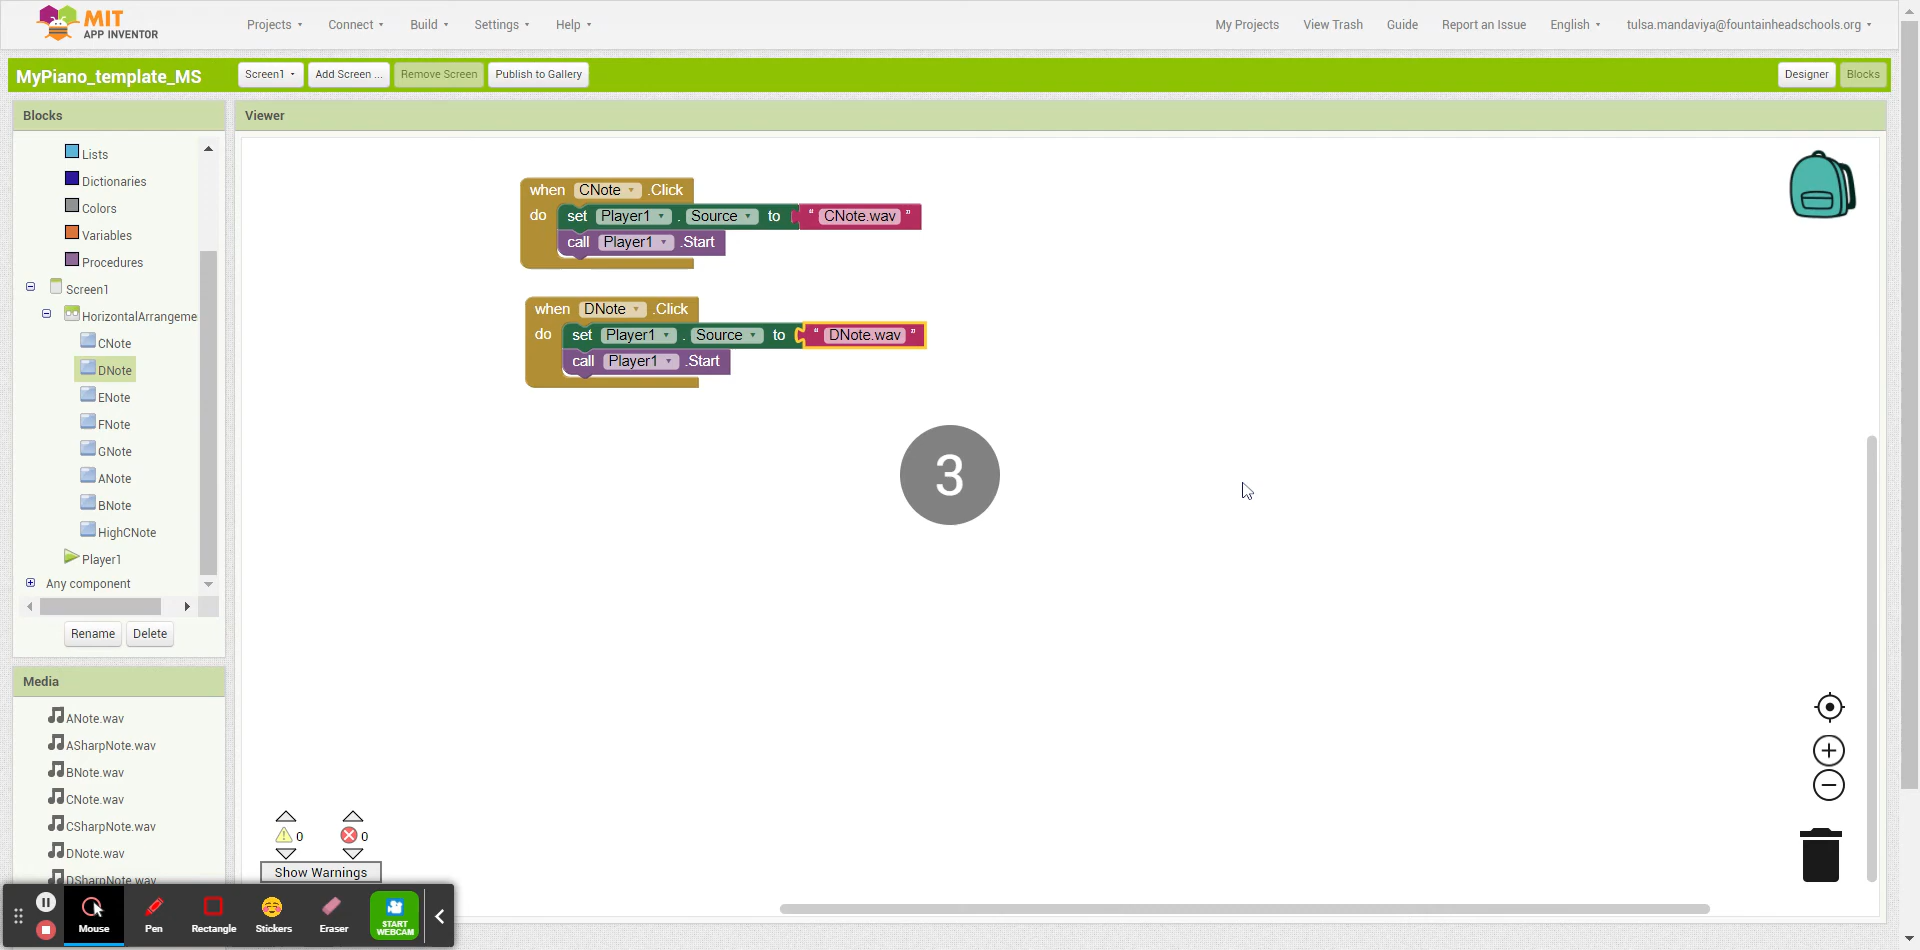 MIT
APP INVENTOR
Projects Connect Build Settings Help
My Projects View Trash Guide Report an Issue English tulsa.mandaviya@fountainheadschools.org
MyPiano_template_MS
Screen1 Add Screen ... Remove Screen Publish to Gallery
Designer Blocks
Blocks
Lists
Dictionaries
Colors
Variables
Procedures
Screen1
HorizontalArrangeme
CNote
DNote
ENote
FNote
GNote
ANote
BNote
HighCNote
Player1
Any component
Rename Delete
Media
ANote.wav
ASharpNote.wav
BNote.wav
CNote.wav
CSharpNote.wav
DNote.wav
DSharpNote.wav
Viewer
when CNote .Click
do set Player1 . Source to “ CNote.wav ”
call Player1 .Start
when DNote .Click
do set Player1 . Source to “ DNote.wav ”
call Player1 .Start
3
0 0
Show Warnings
Mouse Pen Rectangle Stickers Eraser START WEBCAM